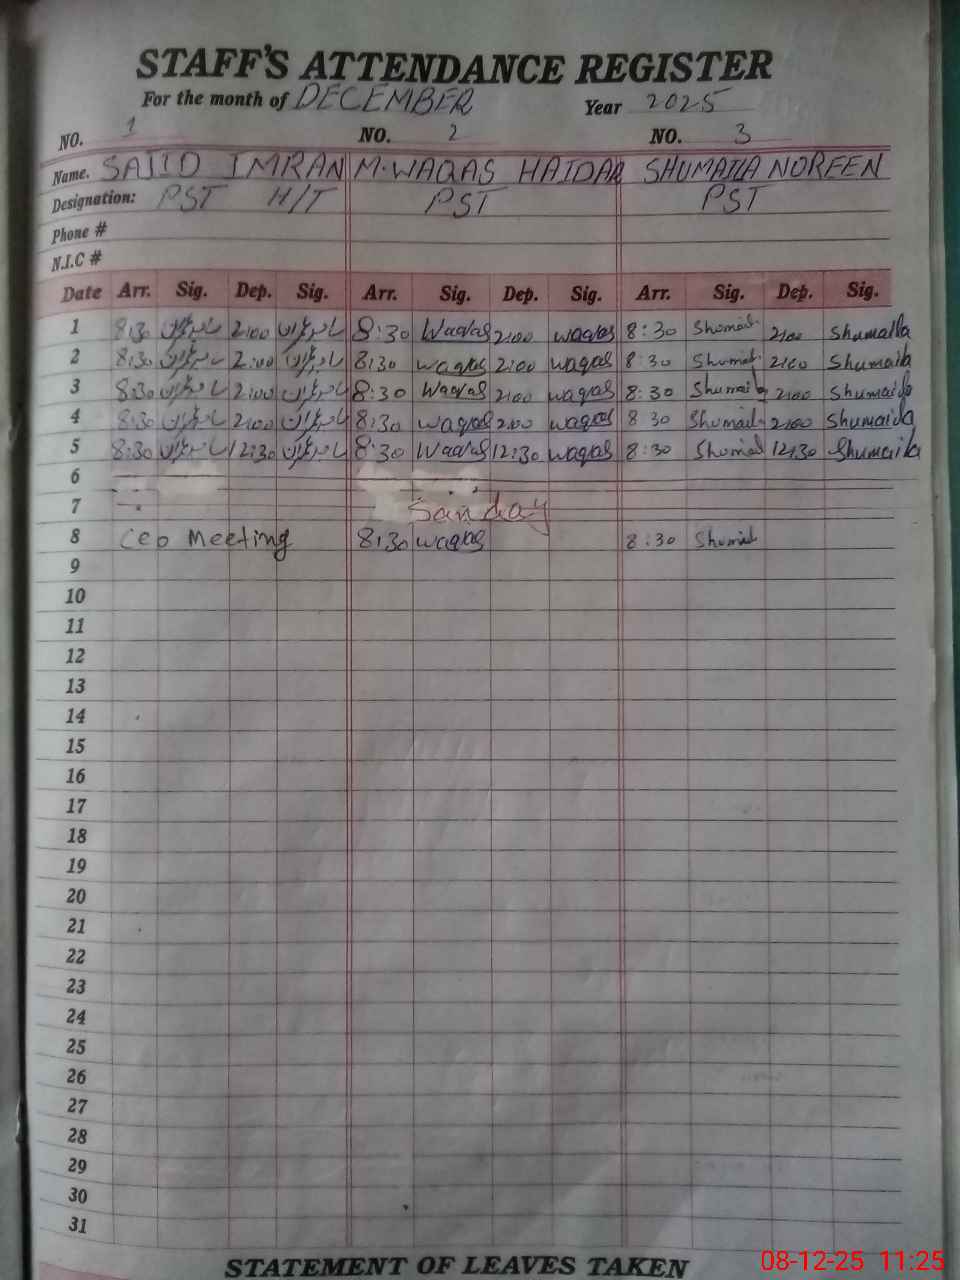 STAFF'S ATTENDANCE REGISTER
For the month of DECEMBER Year 2025
NO. 1 NO. 2 NO. 3
Name. SAJID IMRAN M.WAQAS HAIDAR SHUMAILA NOREEN
Designation: PST H/T PST PST
Phone #
N.I.C #
Date Arr. Sig. Dep. Sig. Arr. Sig. Dep. Sig. Arr. Sig. Dep. Sig.
1 8:30 2:00 8:30 Waqas 2:00 waqas 8:30 Shumail 2:00 Shumaila
2 8:30 2:00 8:30 waqas 2:00 waqas 8:30 Shumail 2:00 Shumaila
3 8:30 2:00 8:30 Waqas 2:00 waqas 8:30 Shumaila 2:00 Shumaila
4 8:30 2:00 8:30 waqas 2:00 waqas 8:30 Shumail 2:00 Shumaila
5 8:30 12:30 8:30 Waqas 12:30 waqas 8:30 Shumail 12:30 Shumaila
6
7 Sunday
8 CEO Meeting 8:30 waqas 8:30 Shumail
9
10
11
12
13
14
15
16
17
18
19
20
21
22
23
24
25
26
27
28
29
30
31
STATEMENT OF LEAVES TAKEN
08-12-25 11:25